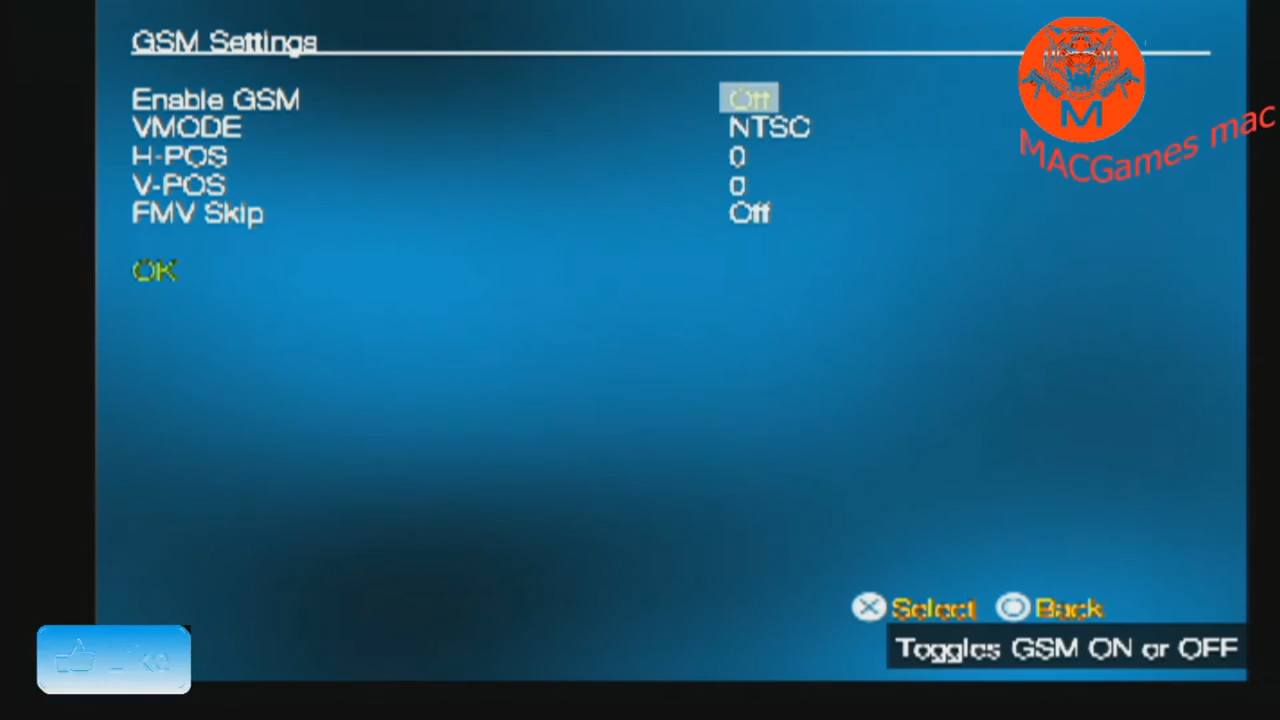 GSM Settings
Enable GSM Off
VMODE NTSC
H-POS 0
V-POS 0
FMV Skip Off
OK
M
MACGames mac
Select Back
Toggles GSM ON or OFF
Like